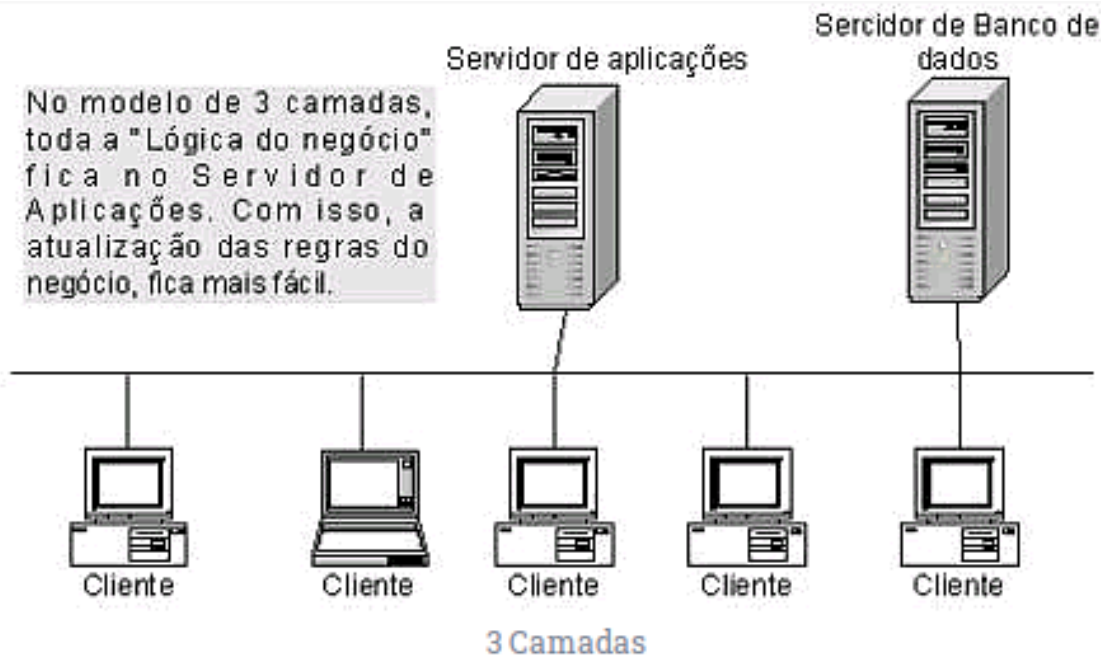 Sercidor de Banco de
dados
Servidor de aplicações
No modelo de 3 camadas,
toda a "Lógica do negócio"
fica no Servidor de
Aplicações. Com isso, a
atualização das regras do
negócio, fica mais fácil.
Cliente
Cliente
Cliente
Cliente
Cliente
3 Camadas